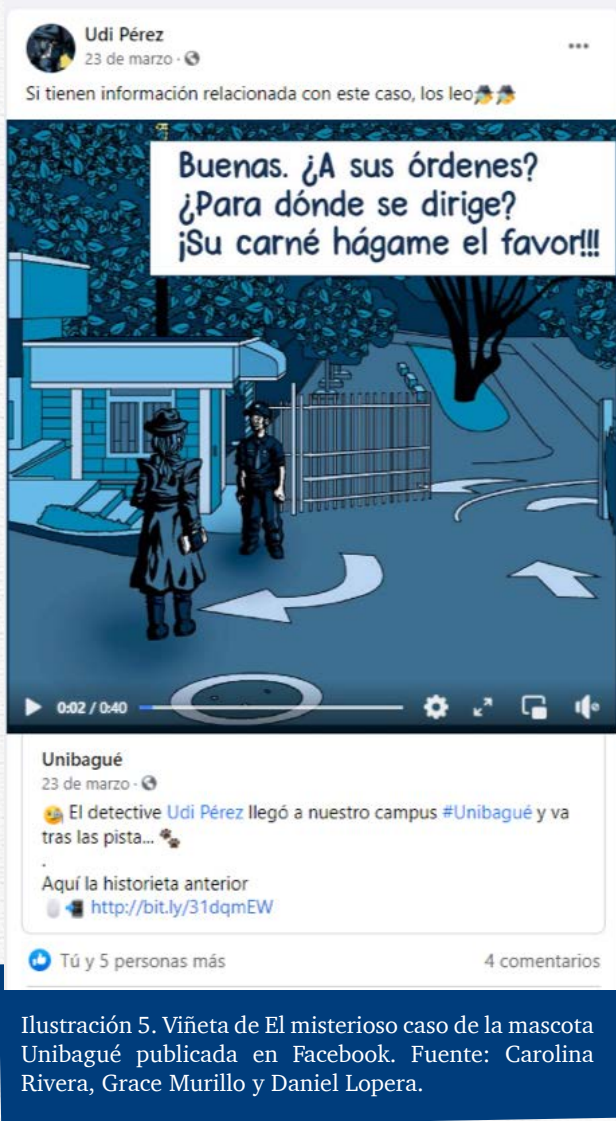 Udi Pérez
23 de marzo ·
Si tienen información relacionada con este caso, los leo
Buenas. ¿A sus órdenes?
¿Para dónde se dirige?
¡Su carné hágame el favor!!!
0:02 / 0:40
Unibagué
23 de marzo ·
El detective Udi Pérez llegó a nuestro campus #Unibagué y va
tras las pista...
.
Aquí la historieta anterior
http://bit.ly/31dqmEW
Tú y 5 personas más
4 comentarios
Ilustración 5. Viñeta de El misterioso caso de la mascota
Unibagué publicada en Facebook. Fuente: Carolina
Rivera, Grace Murillo y Daniel Lopera.